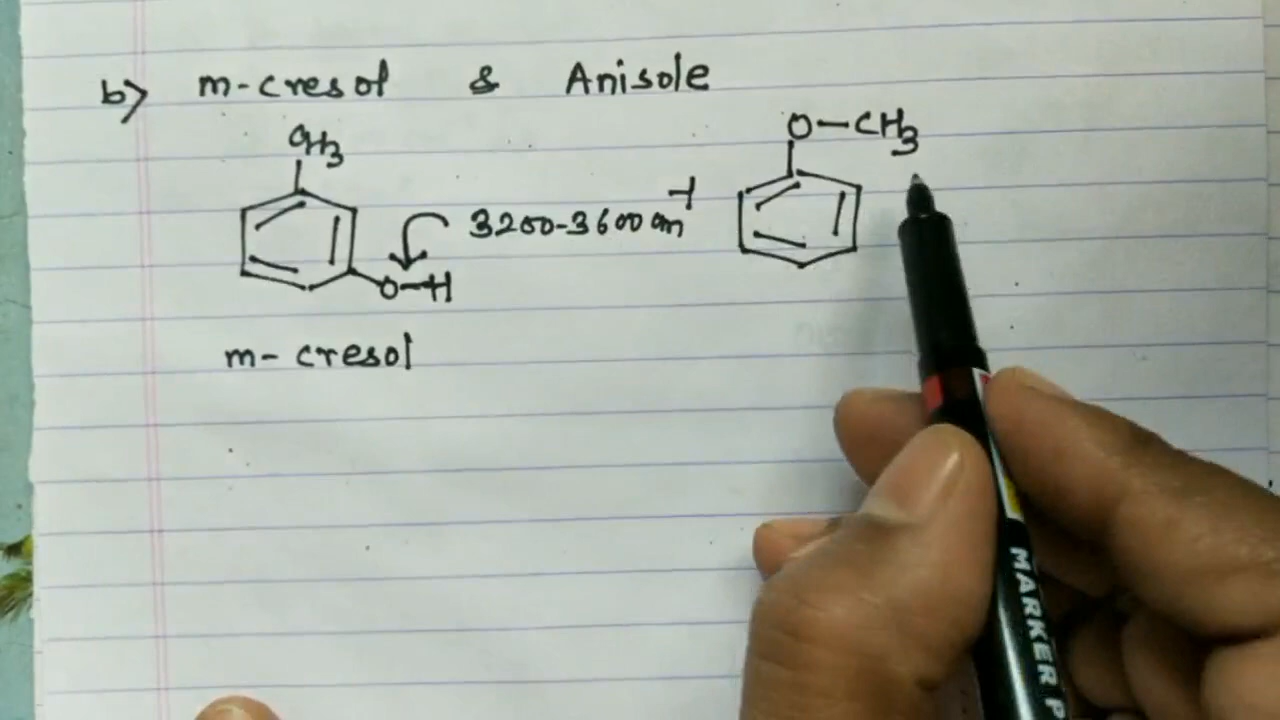 b) m-cresol & Anisole
CH3
O-CH3
3200-3600 cm-1
O-H
m-cresol
MARKER P